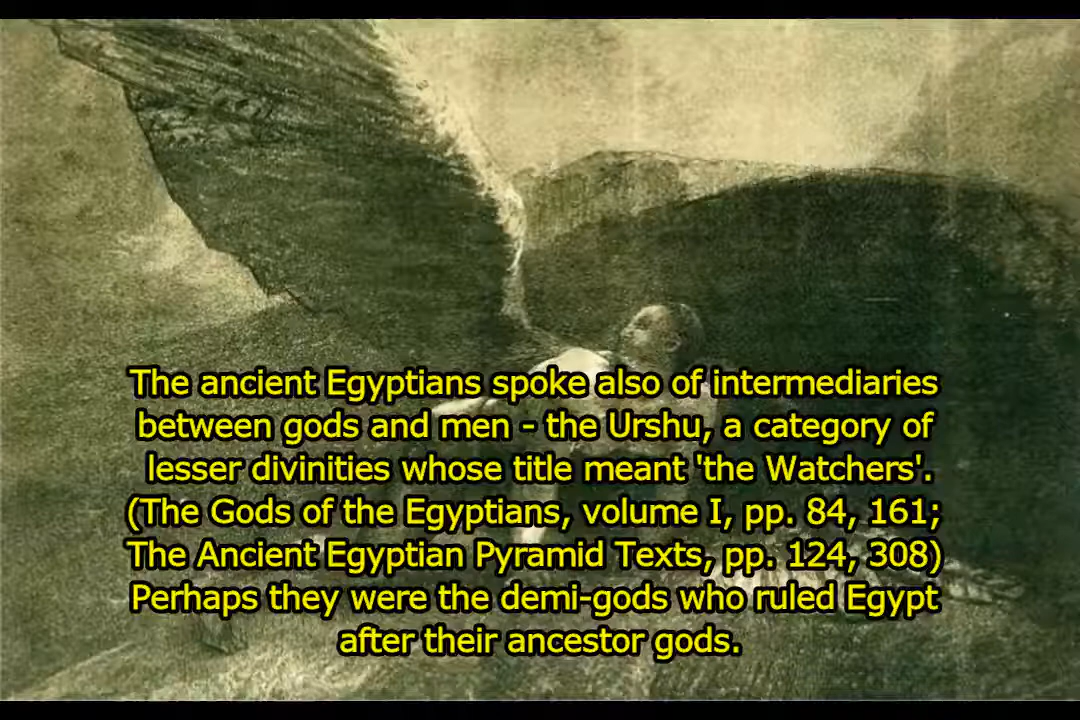 The ancient Egyptians spoke also of intermediaries
between gods and men - the Urshu, a category of
lesser divinities whose title meant 'the Watchers'.
(The Gods of the Egyptians, volume I, pp. 84, 161;
The Ancient Egyptian Pyramid Texts, pp. 124, 308)
Perhaps they were the demi-gods who ruled Egypt
after their ancestor gods.